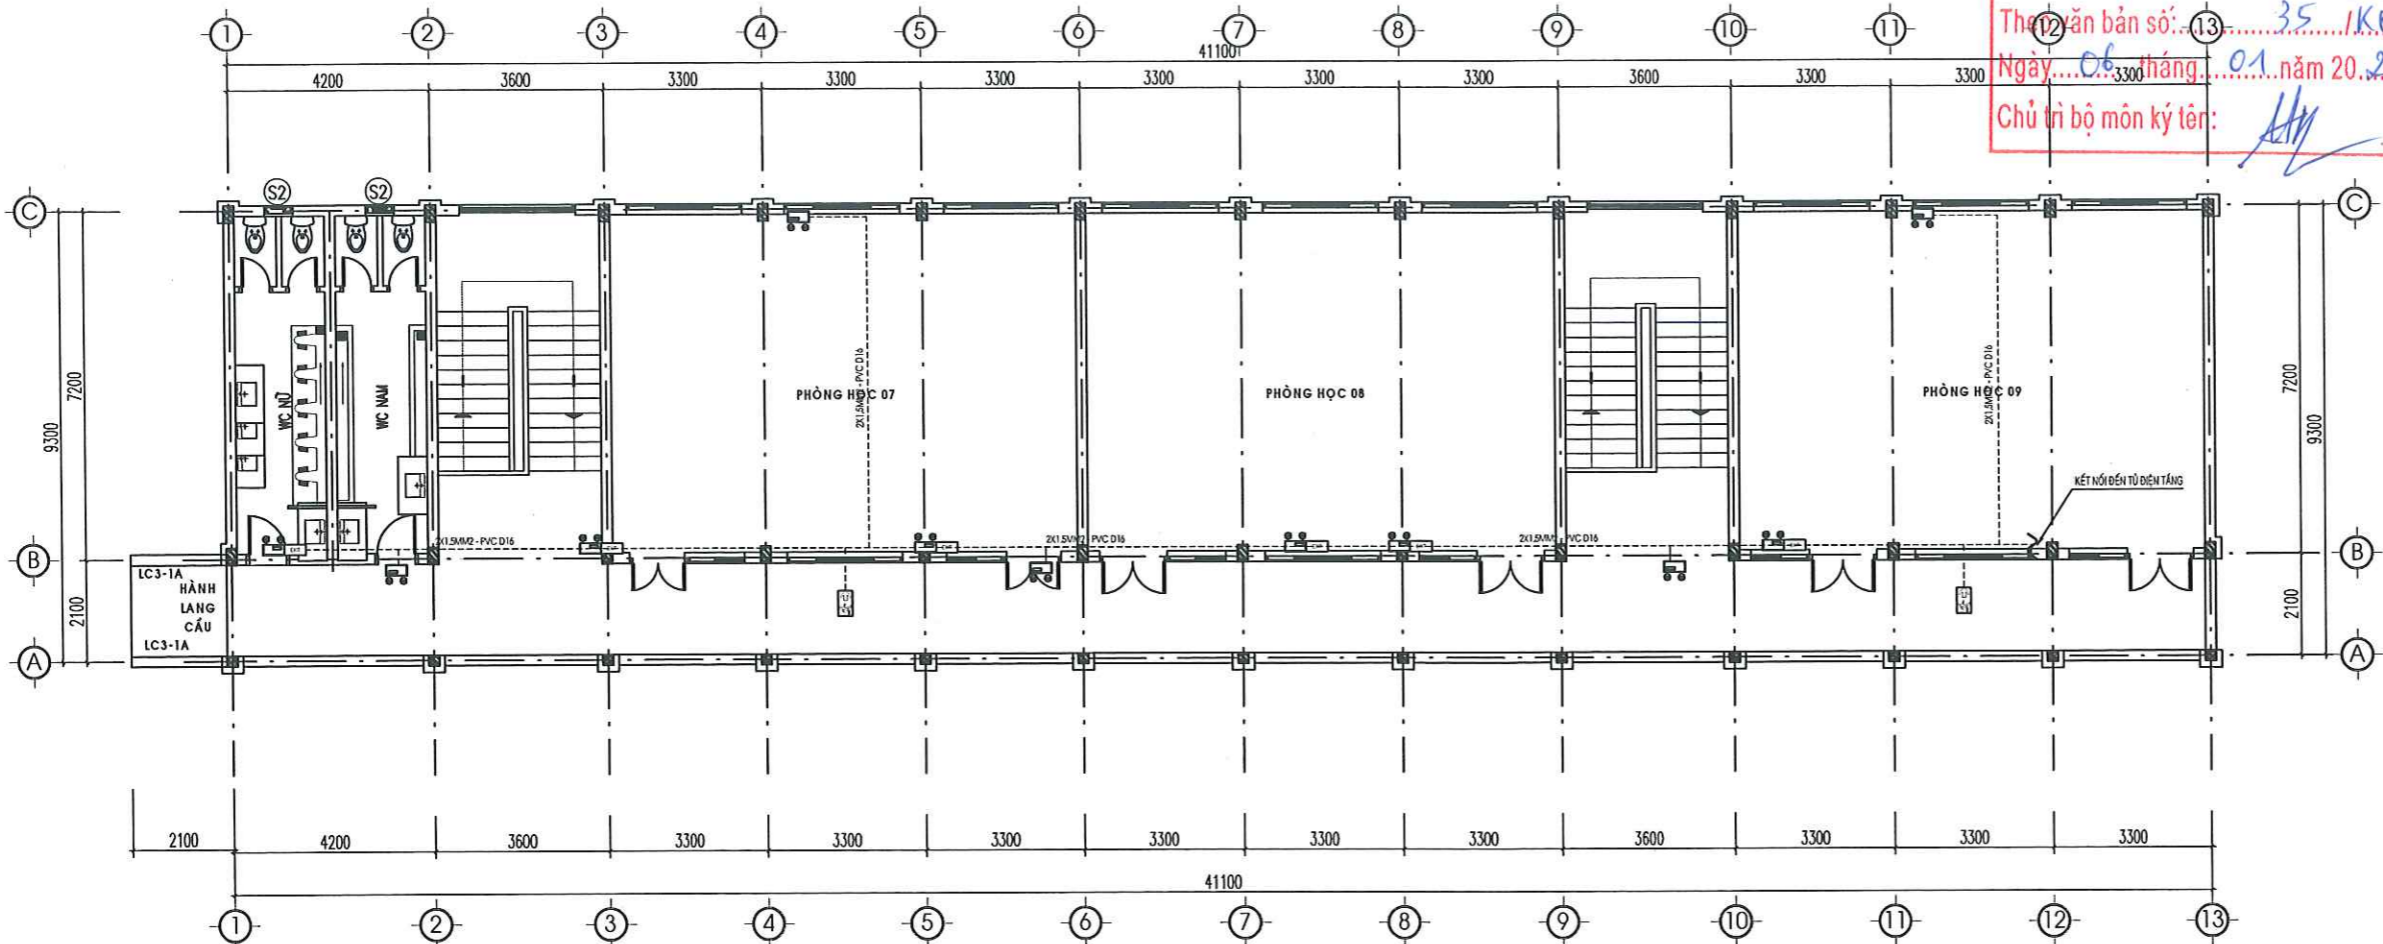 Theo văn bản số: 35 /K
Ngày 06 tháng 01 năm 20
Chủ trì bộ môn ký tên:
1 2 3 4 5 6 7 8 9 10 11 12 13
41100
4200 3600 3300 3300 3300 3300 3300 3300 3600 3300 3300 3300
S2 S2
C C
7200 9300
7200 9300
WC NỮ
WC NAM
PHÒNG HỌC 07
2X1,5MM2 - PVC D16
PHÒNG HỌC 08
PHÒNG HỌC 09
2X1,5MM2 - PVC D16
KẾT NỐI ĐẾN TỦ ĐIỆN TẦNG
2X1,5MM2 - PVC D16
2X1,5MM2 - PVC D16
2X1,5MM2 - PVC D16
B B
LC3-1A
HÀNH
LANG
CẦU
LC3-1A
2100
2100
A A
2100 4200 3600 3300 3300 3300 3300 3300 3300 3600 3300 3300 3300
41100
1 2 3 4 5 6 7 8 9 10 11 12 13